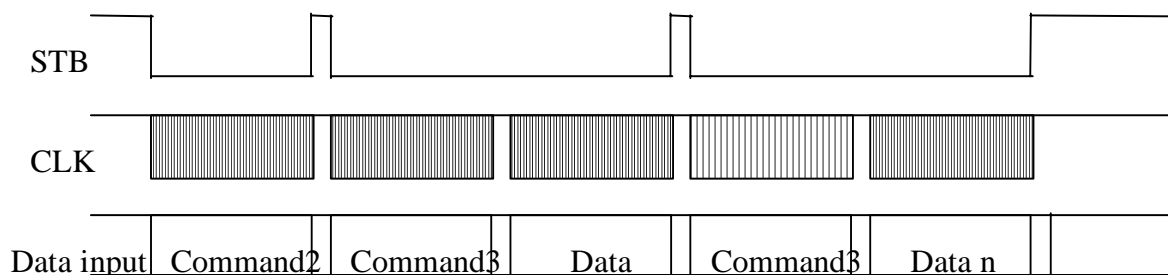 STB
CLK
Data input Command2 Command3 Data Command3 Data n